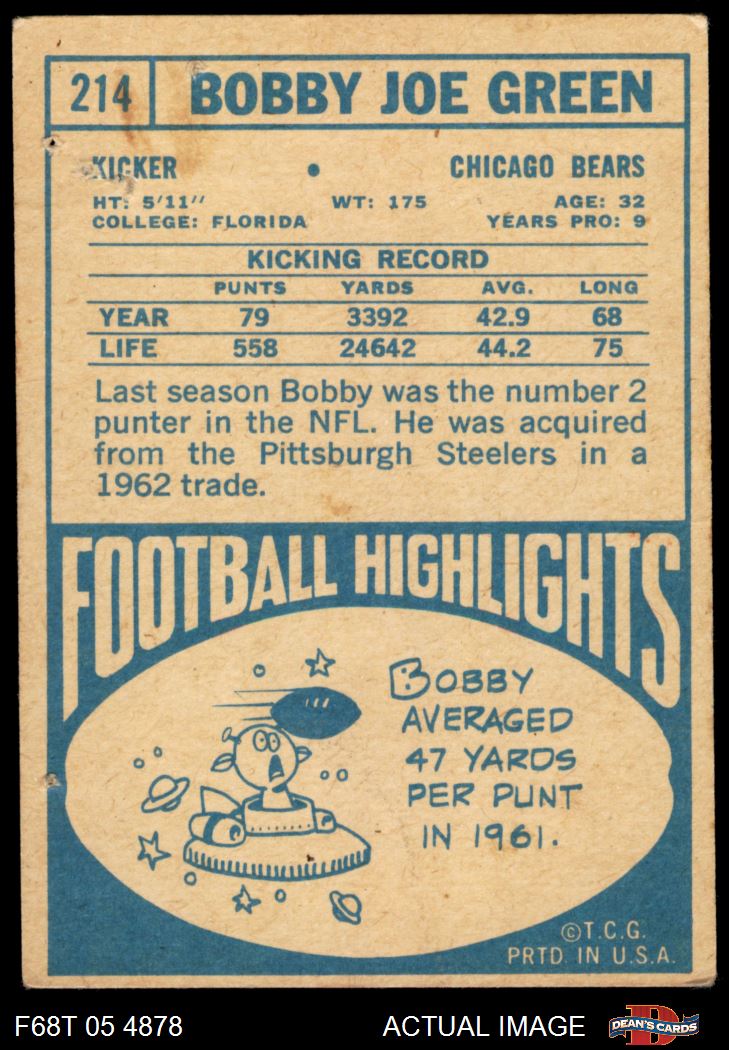 214 BOBBY JOE GREEN
KICKER • CHICAGO BEARS
HT: 5'11" WT: 175 AGE: 32
COLLEGE: FLORIDA YEARS PRO: 9
KICKING RECORD
PUNTS YARDS AVG. LONG
YEAR 79 3392 42.9 68
LIFE 558 24642 44.2 75
Last season Bobby was the number 2
punter in the NFL. He was acquired
from the Pittsburgh Steelers in a
1962 trade.
FOOTBALL HIGHLIGHTS
BOBBY
AVERAGED
47 YARDS
PER PUNT
IN 1961.
©T.C.G.
PRTD. IN U.S.A.
F68T 05 4878 ACTUAL IMAGE DEAN'S CARDS